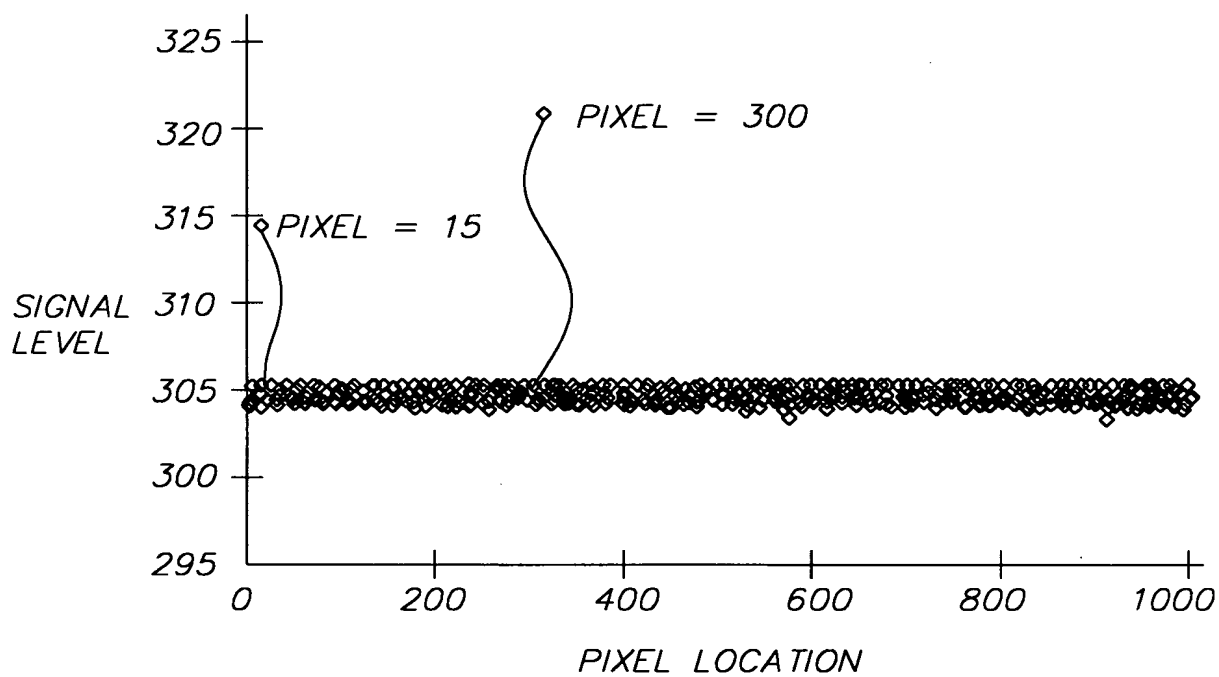 325
320
PIXEL = 300
315
PIXEL = 15
SIGNAL
LEVEL
310
305
300
295
0
200
400
600
800
1000
PIXEL LOCATION